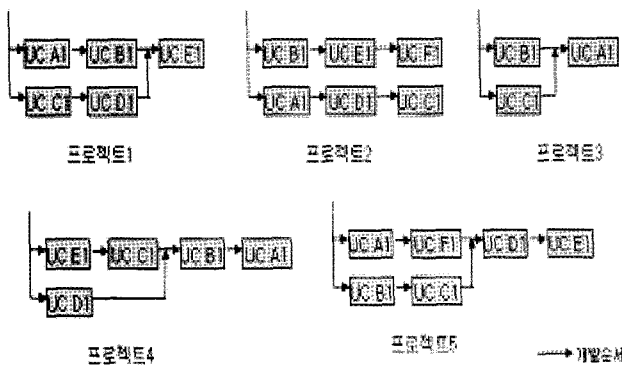 UC A1 UC B1 UC E1
UC C1 UC D1
프로젝트1
UC B1 UC E1 UC F1
UC A1 UC D1 UC C1
프로젝트2
UC B1 UC A1
UC C1
프로젝트3
UC E1 UC C1 UC B1 UC A1
UC D1
프로젝트4
UC A1 UC F1 UC D1 UC E1
UC B1 UC C1
프로젝트5
개발순서